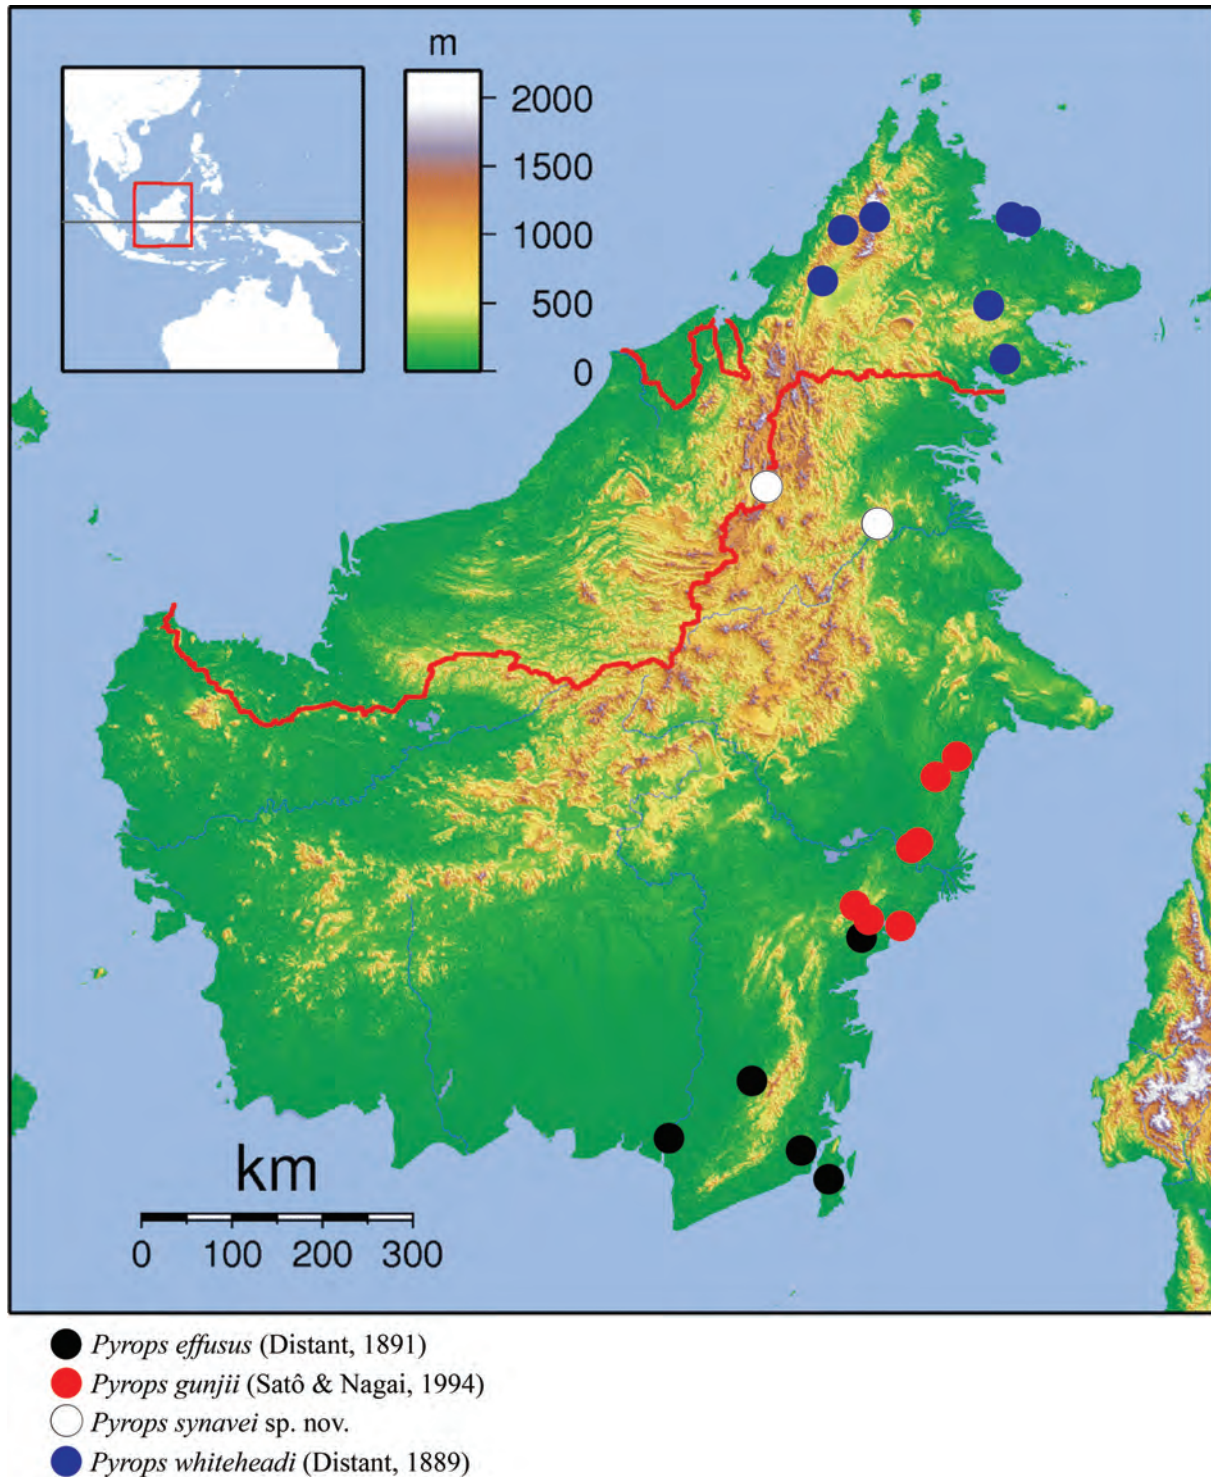 m
2000
1500
1000
500
0
km
0 100 200 300
Pyrops effusus (Distant, 1891)
Pyrops gunjii (Satô & Nagai, 1994)
Pyrops synavei sp. nov.
Pyrops whiteheadi (Distant, 1889)